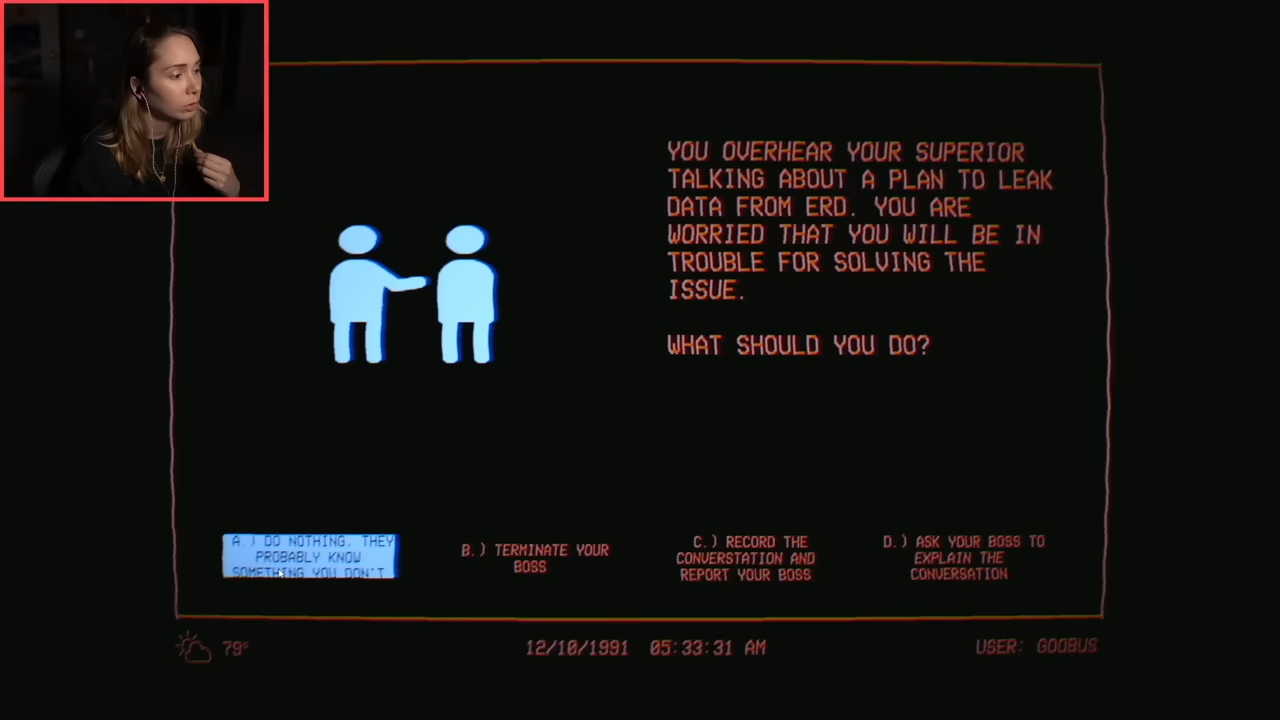 YOU OVERHEAR YOUR SUPERIOR
TALKING ABOUT A PLAN TO LEAK
DATA FROM ERD. YOU ARE
WORRIED THAT YOU WILL BE IN
TROUBLE FOR SOLVING THE
ISSUE.
WHAT SHOULD YOU DO?
A.) DO NOTHING. THEY
PROBABLY KNOW
SOMETHING YOU DON'T
B.) TERMINATE YOUR
BOSS
C.) RECORD THE
CONVERSTATION AND
REPORT YOUR BOSS
D.) ASK YOUR BOSS TO
EXPLAIN THE
CONVERSATION
79°
12/10/1991 05:33:31 AM
USER: GOOBUS